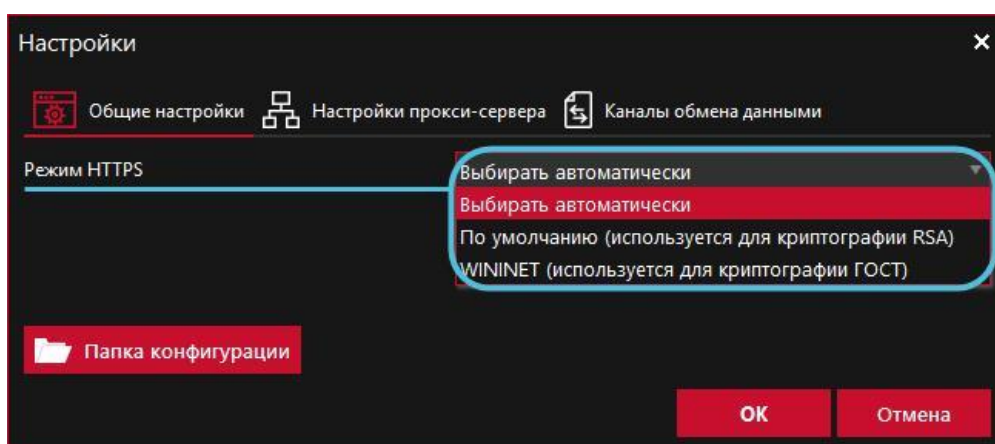 Настройки
Общие настройки
Настройки прокси-сервера
Каналы обмена данными
Режим HTTPS
Выбирать автоматически
Выбирать автоматически
По умолчанию (используется для криптографии RSA)
WININET (используется для криптографии ГОСТ)
Папка конфигурации
ОК
Отмена